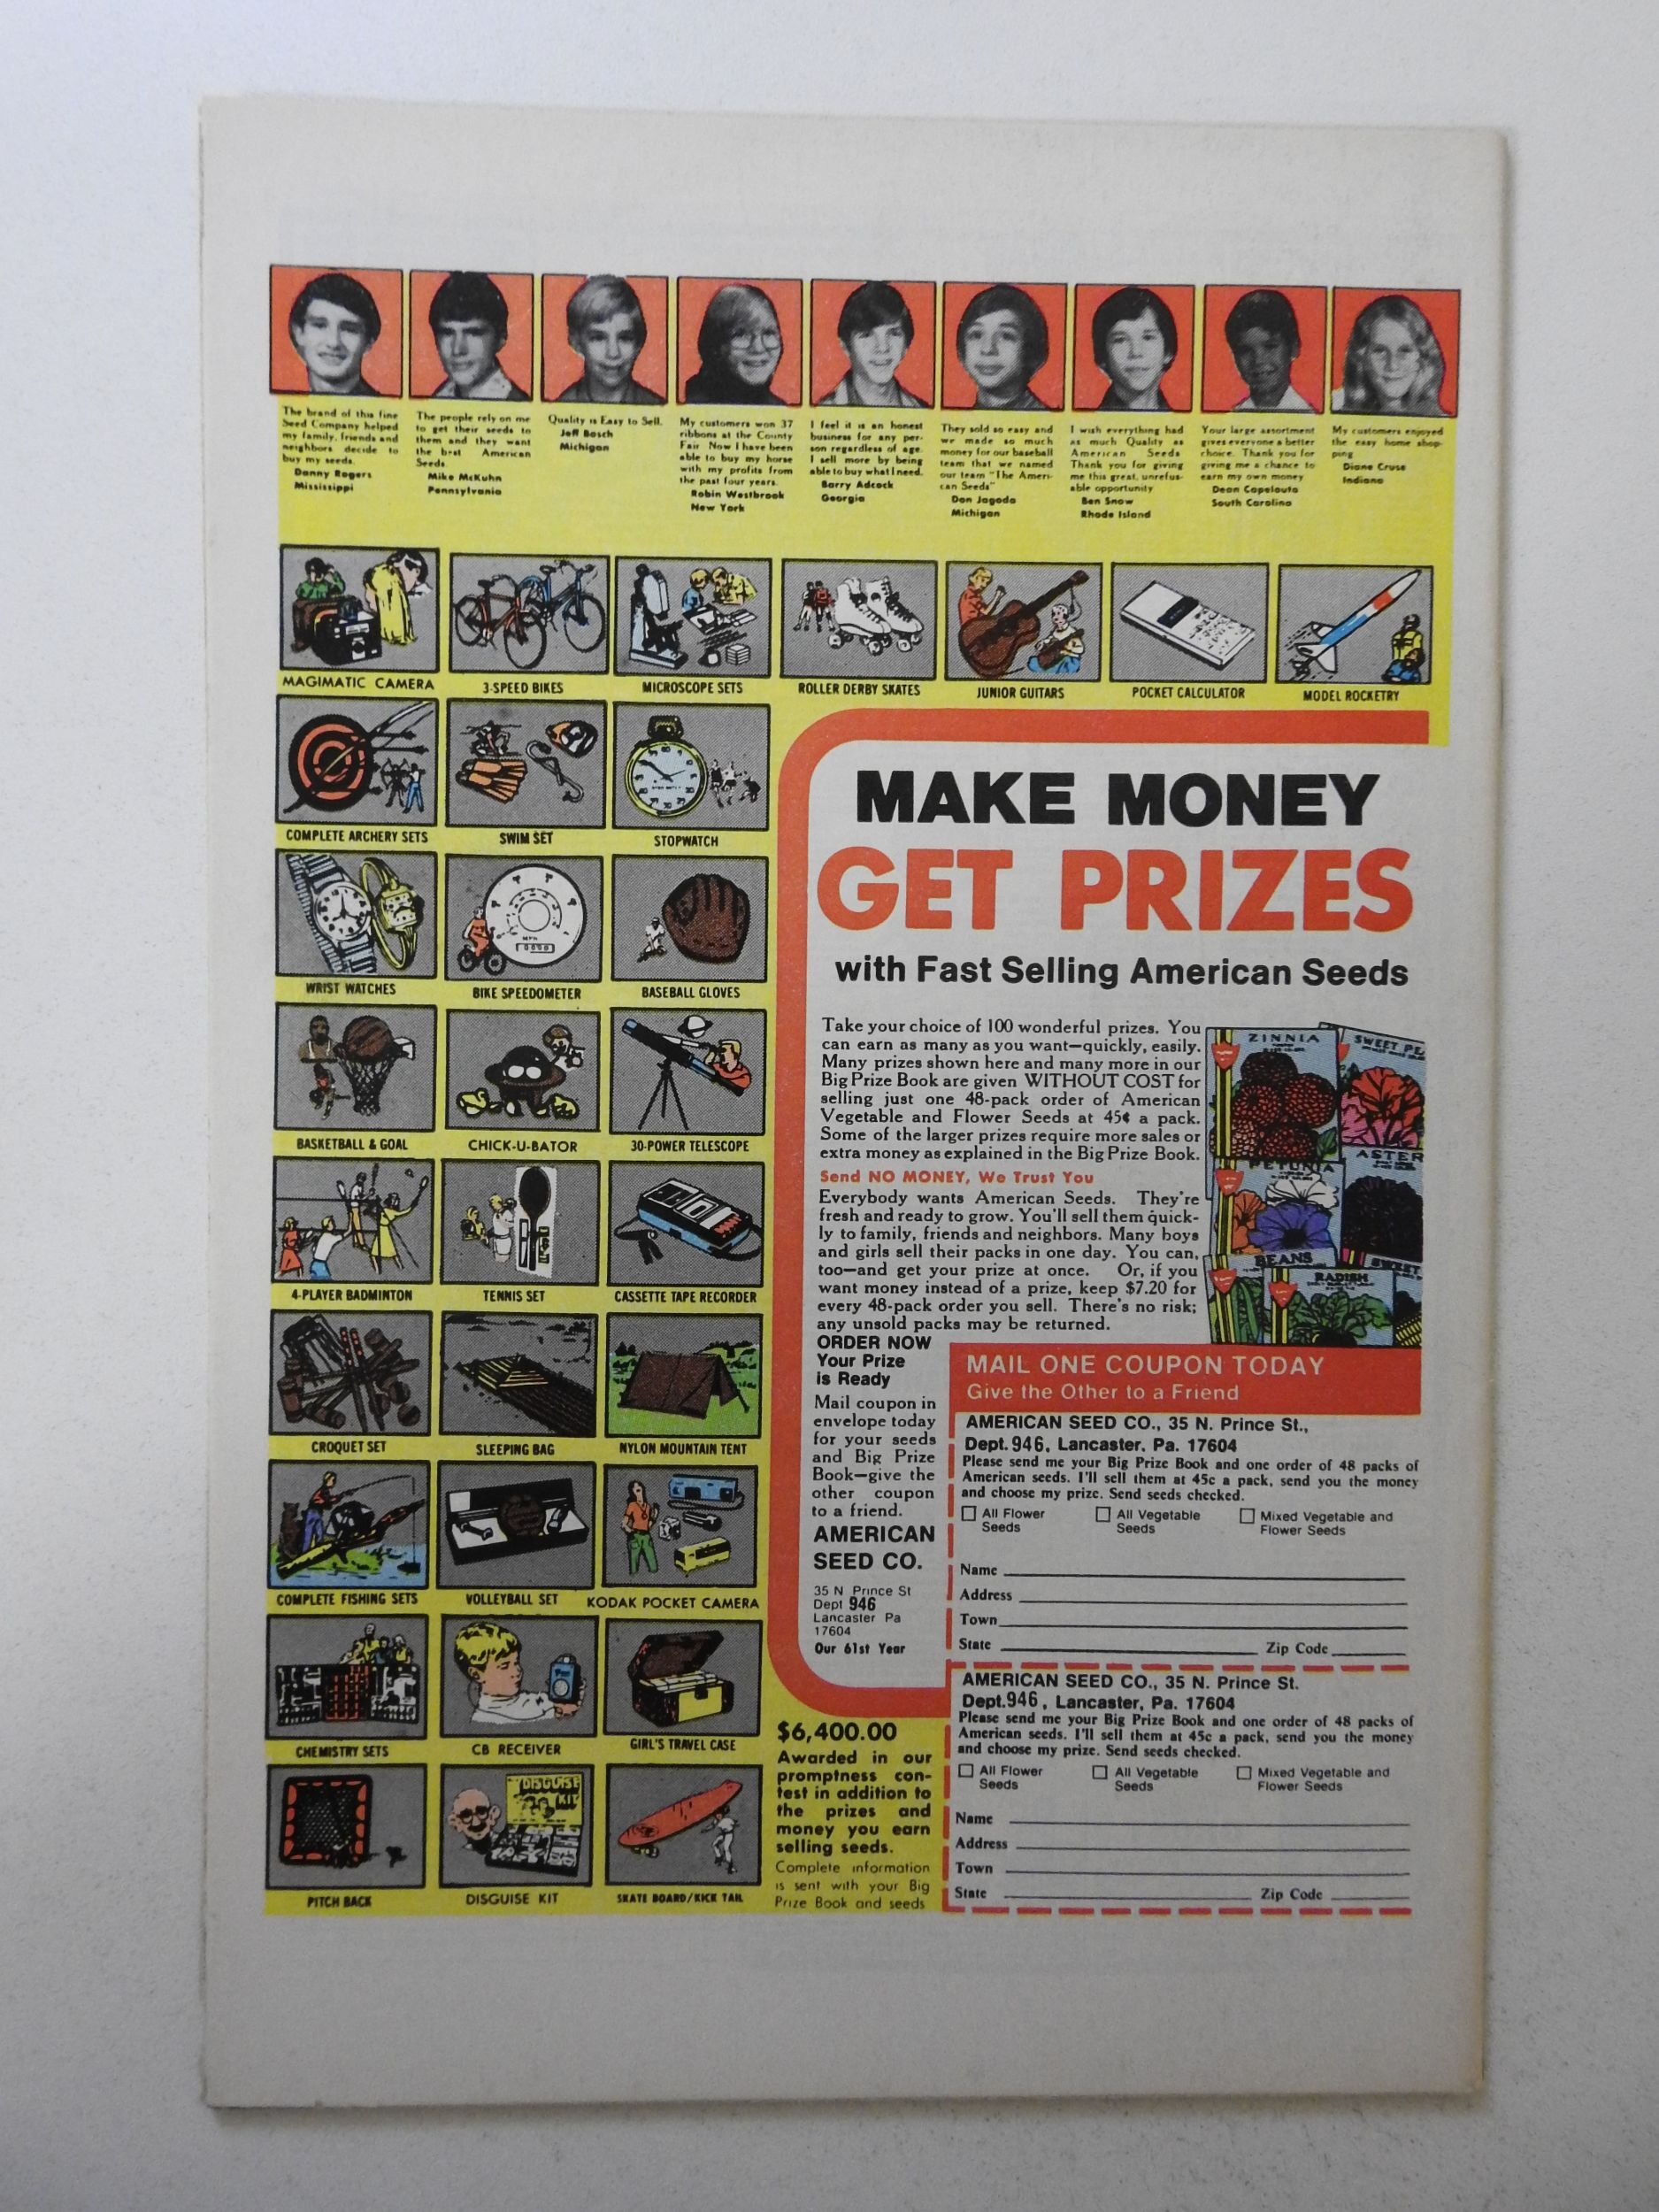 The brand of this fine
Seed Company helped
my family, friends and
neighbors decide to
buy my seeds.
Danny Rogers
Mississippi
The people rely on me
to get their seeds to
them and they want
the best American
Seeds
Mike McKuhn
Pennsylvania
Quality is Easy to Sell.
Jeff Bosch
Michigan
My customers won 37
ribbons at the County
Fair Now I have been
able to buy my horse
with my profits from
the past four years.
Robin Westbrook
New York
I feel it is an honest
business for any per-
son regardless of age.
I sell more by being
able to buy what I need.
Barry Adcock
Georgia
They sold so easy and
we made so much
money for our baseball
team that we named
our team "The Ameri-
can Seeds"
Don Jagoda
Michigan
I wish everything had
as much Quality as
American Seeds
Thank you for giving
me this great, unrefus-
able opportunity
Ben Snow
Rhode Island
Your large assortment
gives everyone a better
choice. Thank you for
giving me a chance to
earn my own money
Dean Capelouto
South Carolina
My customers enjoyed
the easy home shop-
ping
Diane Cruse
Indiana
MAGIMATIC CAMERA
3-SPEED BIKES
MICROSCOPE SETS
ROLLER DERBY SKATES
JUNIOR GUITARS
POCKET CALCULATOR
MODEL ROCKETRY
COMPLETE ARCHERY SETS
SWIM SET
STOPWATCH
WRIST WATCHES
MPH
BIKE SPEEDOMETER
BASEBALL GLOVES
BASKETBALL & GOAL
CHICK-U-BATOR
30-POWER TELESCOPE
4-PLAYER BADMINTON
TENNIS SET
CASSETTE TAPE RECORDER
CROQUET SET
SLEEPING BAG
NYLON MOUNTAIN TENT
COMPLETE FISHING SETS
VOLLEYBALL SET
KODAK POCKET CAMERA
CHEMISTRY SETS
CB RECEIVER
GIRL'S TRAVEL CASE
PITCH BACK
DISGUISE
KIT
DISGUISE KIT
SKATE BOARD/KICK TAIL
MAKE MONEY
GET PRIZES
with Fast Selling American Seeds
Take your choice of 100 wonderful prizes. You
can earn as many as you want—quickly, easily.
Many prizes shown here and many more in our
Big Prize Book are given WITHOUT COST for
selling just one 48-pack order of American
Vegetable and Flower Seeds at 45¢ a pack.
Some of the larger prizes require more sales or
extra money as explained in the Big Prize Book.
Send NO MONEY, We Trust You
Everybody wants American Seeds. They're
fresh and ready to grow. You'll sell them quick-
ly to family, friends and neighbors. Many boys
and girls sell their packs in one day. You can,
too—and get your prize at once. Or, if you
want money instead of a prize, keep $7.20 for
every 48-pack order you sell. There's no risk;
any unsold packs may be returned.
ZINNIA
SWEET PE
ASTER
PETUNIA
BEANS
RADISH
SWEET
ORDER NOW
Your Prize
is Ready
Mail coupon in
envelope today
for your seeds
and Big Prize
Book—give the
other coupon
to a friend.
AMERICAN
SEED CO.
35 N Prince St
Dept 946
Lancaster Pa
17604
Our 61st Year
MAIL ONE COUPON TODAY
Give the Other to a Friend
AMERICAN SEED CO., 35 N. Prince St.,
Dept. 946, Lancaster, Pa. 17604
Please send me your Big Prize Book and one order of 48 packs of
American seeds. I'll sell them at 45c a pack, send you the money
and choose my prize. Send seeds checked.
All Flower Seeds
All Vegetable Seeds
Mixed Vegetable and Flower Seeds
Name
Address
Town
State Zip Code
AMERICAN SEED CO., 35 N. Prince St.
Dept. 946, Lancaster, Pa. 17604
Please send me your Big Prize Book and one order of 48 packs of
American seeds. I'll sell them at 45c a pack, send you the money
and choose my prize. Send seeds checked.
All Flower Seeds
All Vegetable Seeds
Mixed Vegetable and Flower Seeds
Name
Address
Town
State Zip Code
$6,400.00
Awarded in our
promptness con-
test in addition to
the prizes and
money you earn
selling seeds.
Complete information
is sent with your Big
Prize Book and seeds